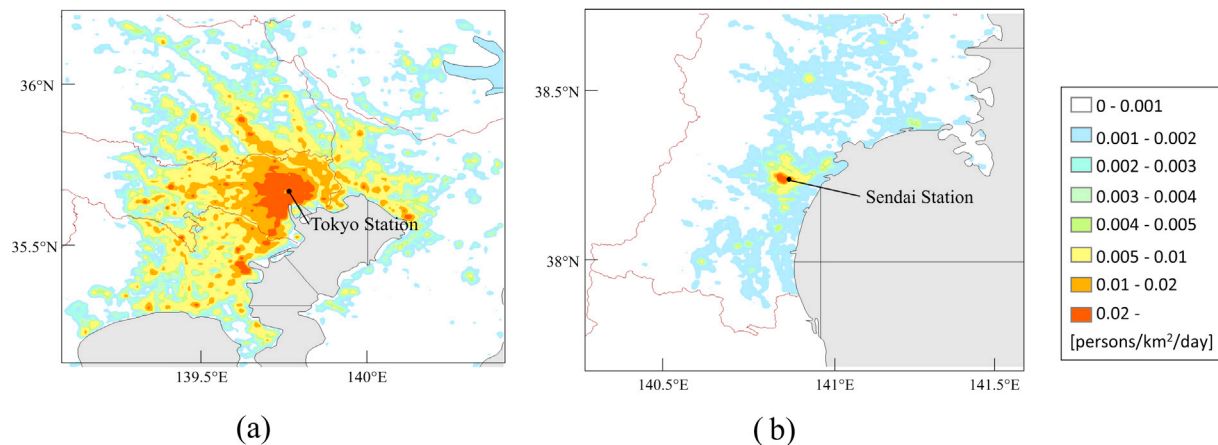 36°N
35.5°N
139.5°E
140°E
Tokyo Station
(a)
38.5°N
38°N
140.5°E
141°E
141.5°E
Sendai Station
( b)
0 - 0.001
0.001 - 0.002
0.002 - 0.003
0.003 - 0.004
0.004 - 0.005
0.005 - 0.01
0.01 - 0.02
0.02 -
[persons/km²/day]